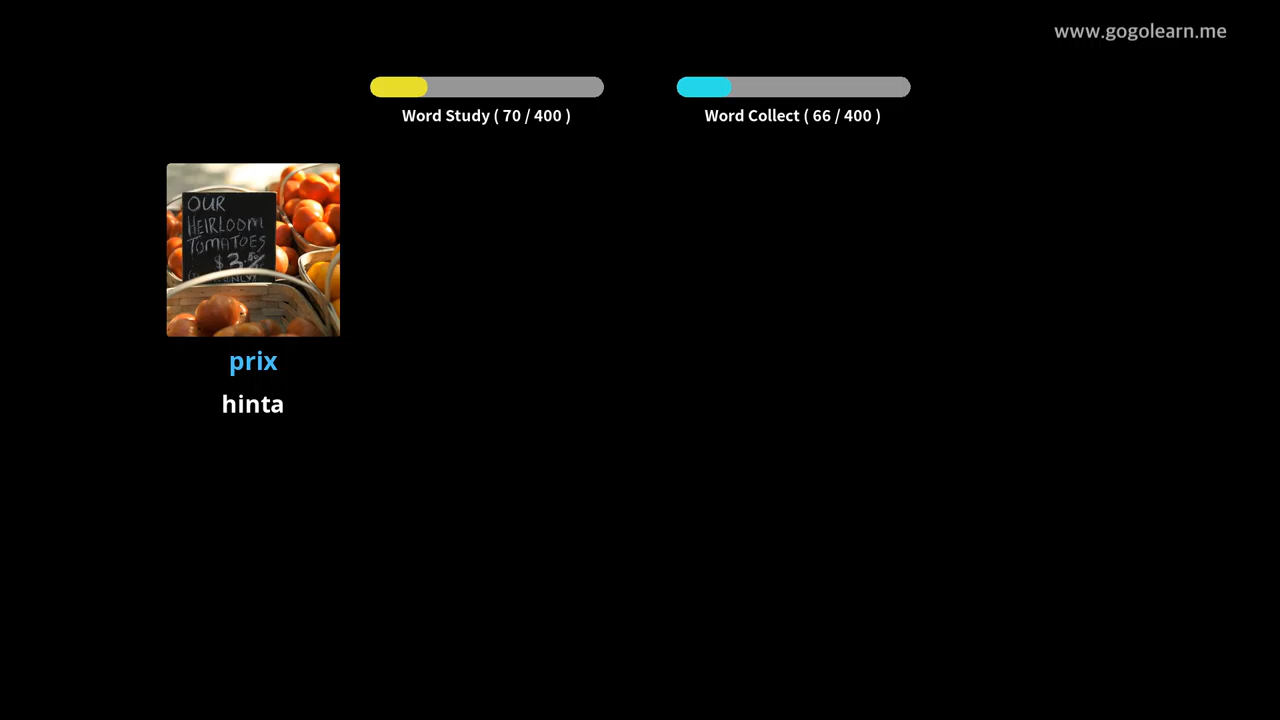 www.gogolearn.me
Word Study ( 70 / 400 )
Word Collect ( 66 / 400 )
OUR
HEIRLOOM
TOMATOES
prix
hinta